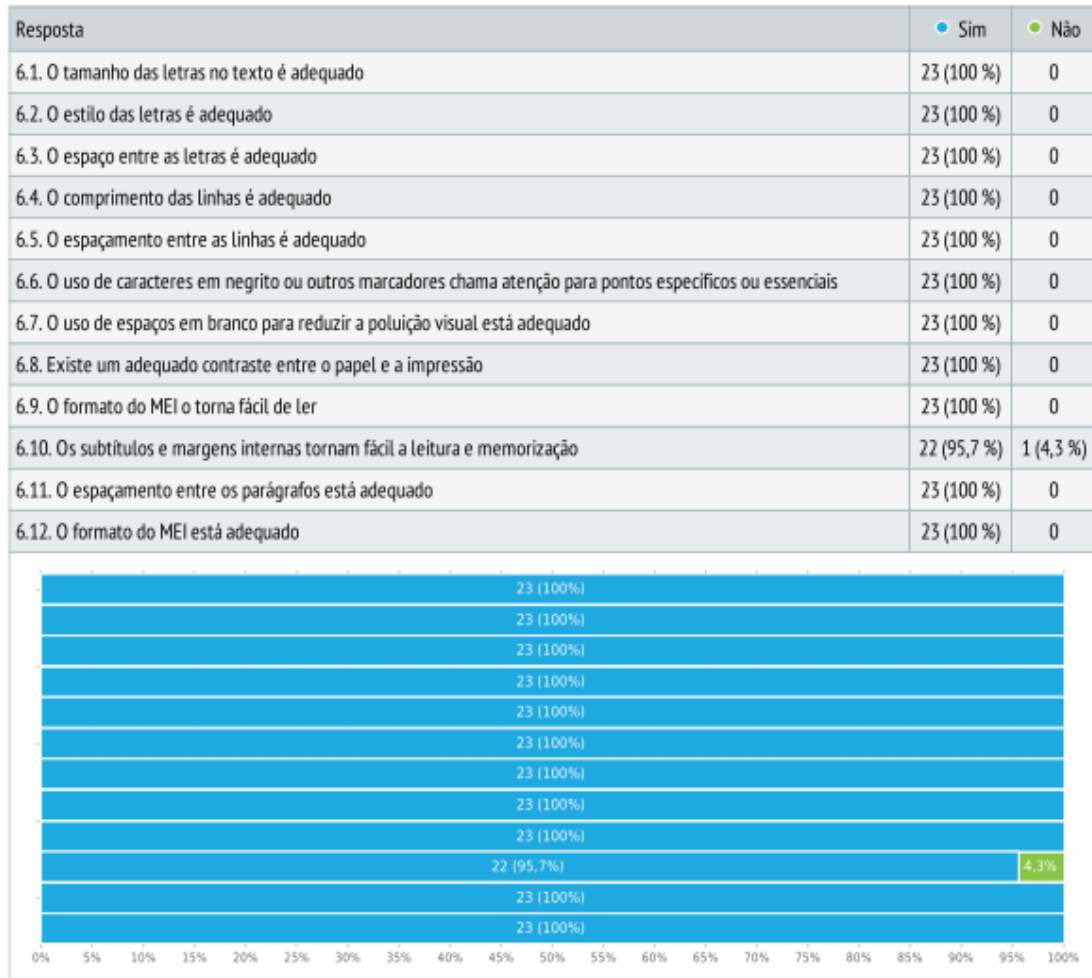 Resposta Sim Não
6.1. O tamanho das letras no texto é adequado 23 (100 %) 0
6.2. O estilo das letras é adequado 23 (100 %) 0
6.3. O espaço entre as letras é adequado 23 (100 %) 0
6.4. O comprimento das linhas é adequado 23 (100 %) 0
6.5. O espaçamento entre as linhas é adequado 23 (100 %) 0
6.6. O uso de caracteres em negrito ou outros marcadores chama atenção para pontos específicos ou essenciais 23 (100 %) 0
6.7. O uso de espaços em branco para reduzir a poluição visual está adequado 23 (100 %) 0
6.8. Existe um adequado contraste entre o papel e a impressão 23 (100 %) 0
6.9. O formato do MEI o torna fácil de ler 23 (100 %) 0
6.10. Os subtítulos e margens internas tornam fácil a leitura e memorização 22 (95,7 %) 1 (4,3 %)
6.11. O espaçamento entre os parágrafos está adequado 23 (100 %) 0
6.12. O formato do MEI está adequado 23 (100 %) 0
23 (100%)
23 (100%)
23 (100%)
23 (100%)
23 (100%)
23 (100%)
23 (100%)
23 (100%)
23 (100%)
22 (95,7%) 4,3%
23 (100%)
23 (100%)
0% 5% 10% 15% 20% 25% 30% 35% 40% 45% 50% 55% 60% 65% 70% 75% 80% 85% 90% 95% 100%